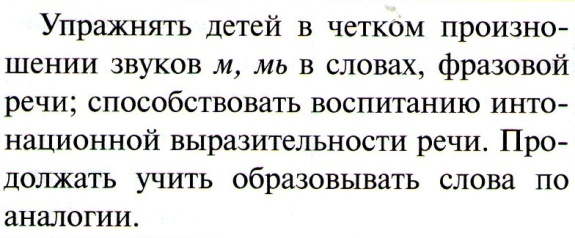 Упражнять детей в четком произно-
шении звуков м, мь в словах, фразовой
речи; способствовать воспитанию инто-
национной выразительности речи. Про-
должать учить образовывать слова по
аналогии.